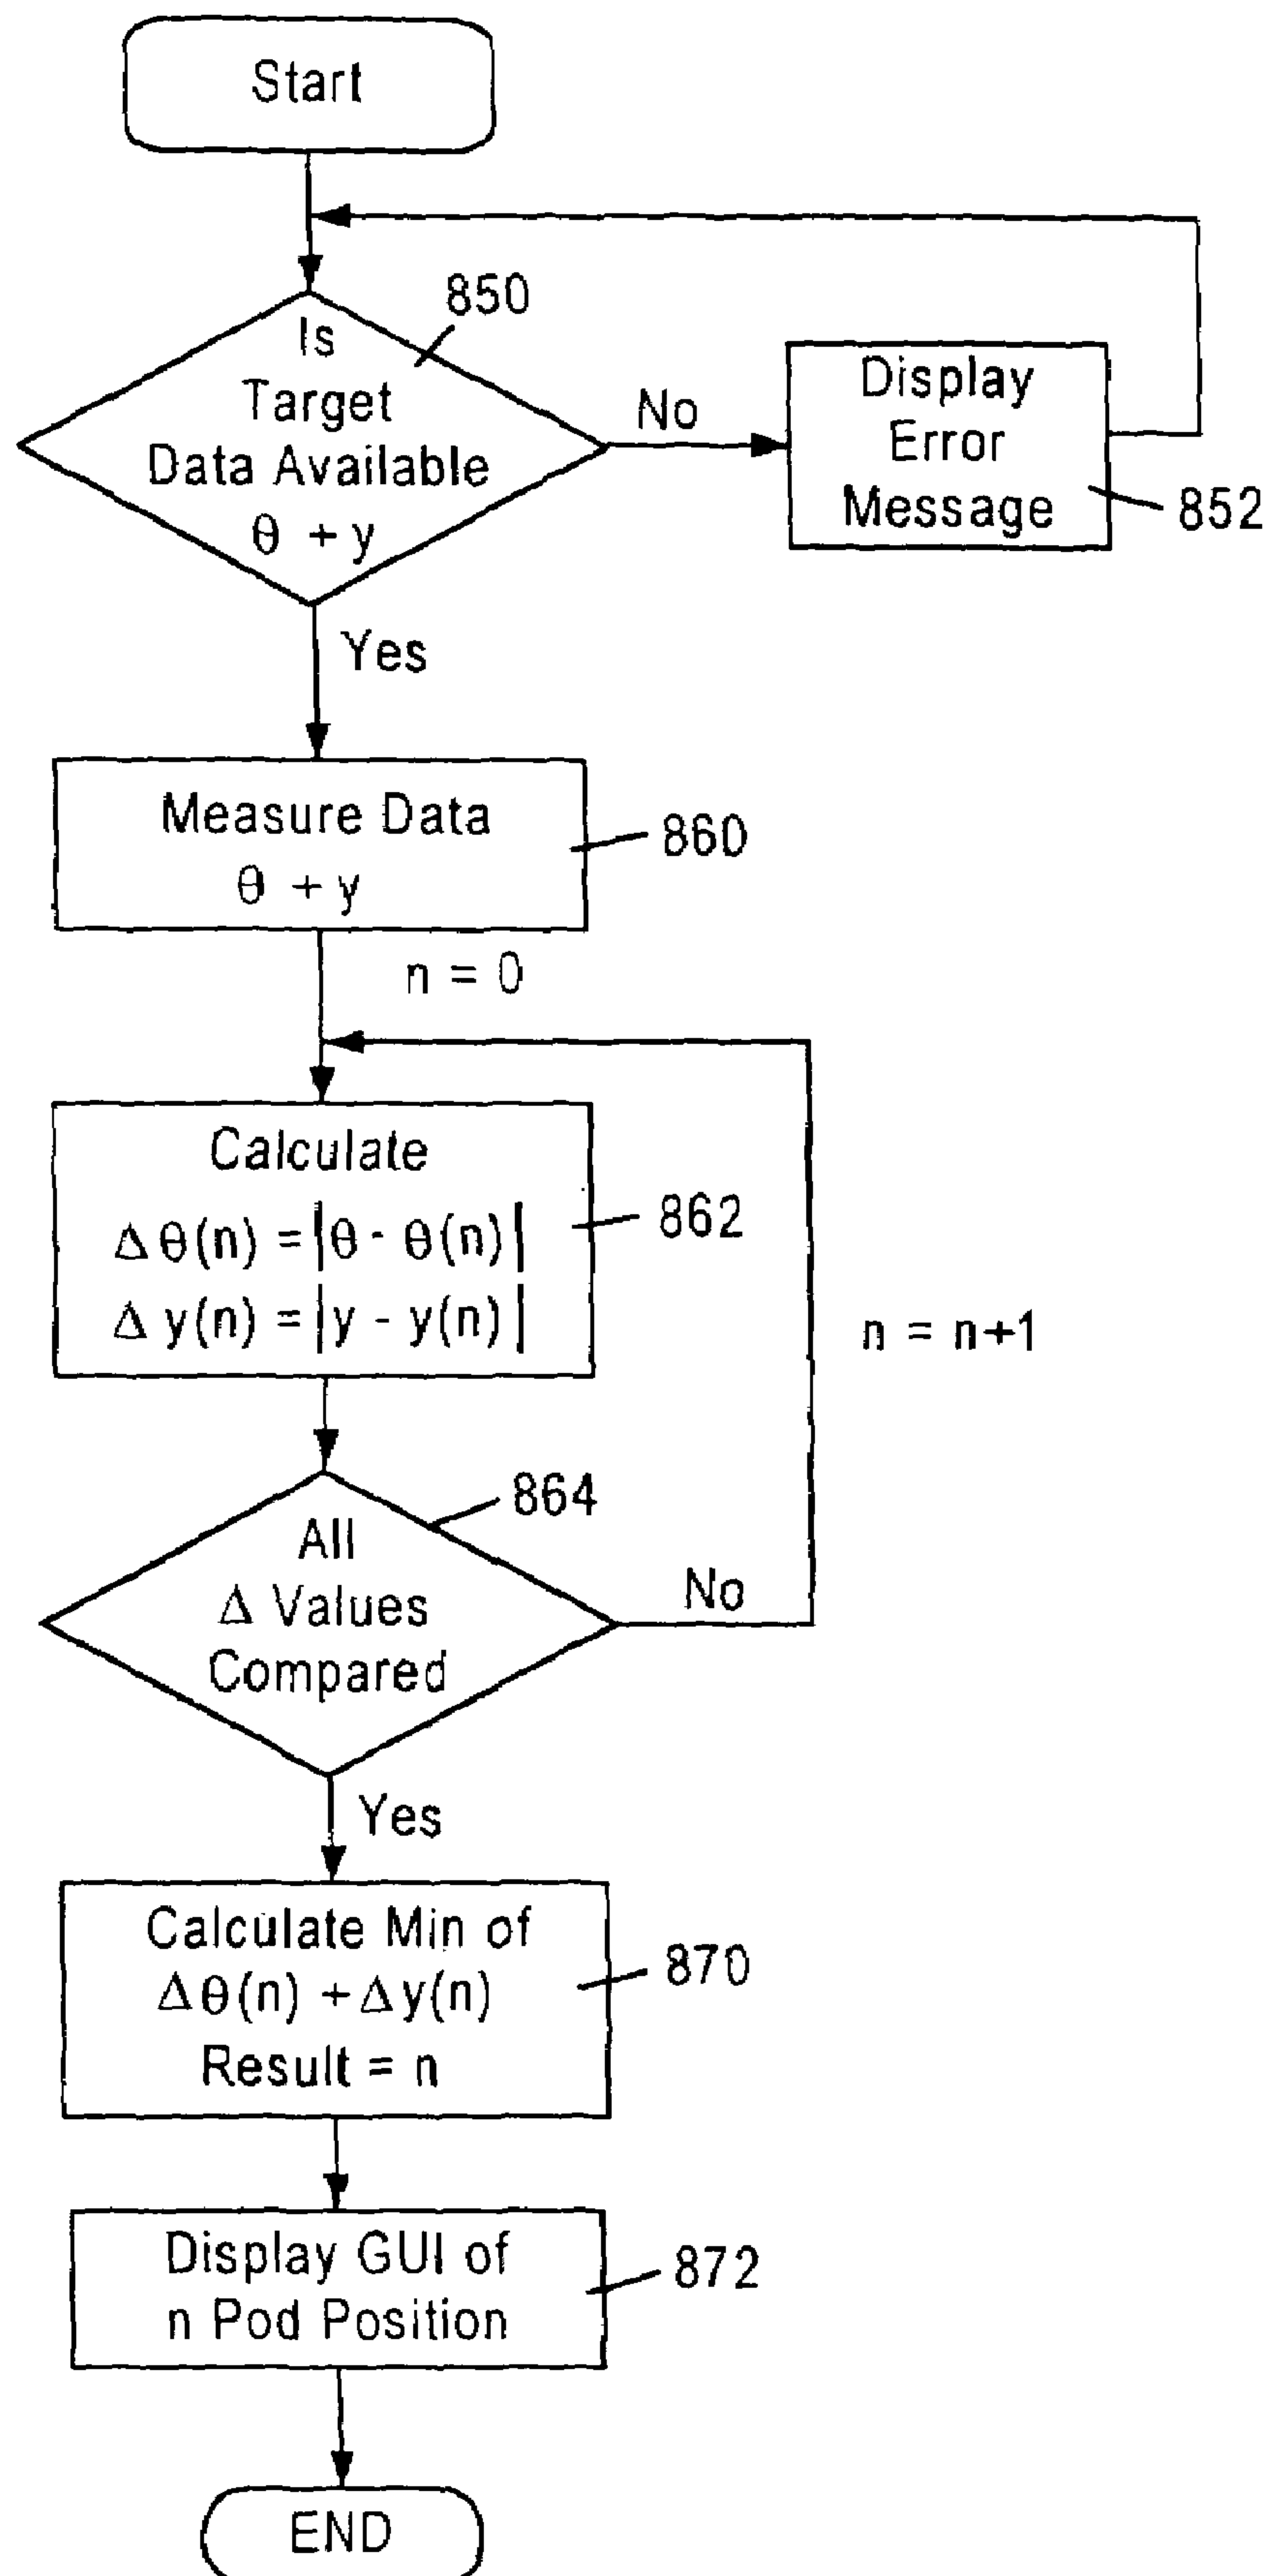 Start
850
Is
Target
Data Available
θ + y
No
Display
Error
Message
852
Yes
Measure Data
θ + y
860
n = 0
Calculate
Δ θ(n) = |θ - θ(n)|
Δ y(n) = |y - y(n)|
862
n = n+1
864
All
Δ Values
Compared
No
Yes
Calculate Min of
Δθ(n) + Δy(n)
Result = n
870
Display GUI of
n Pod Position
872
END